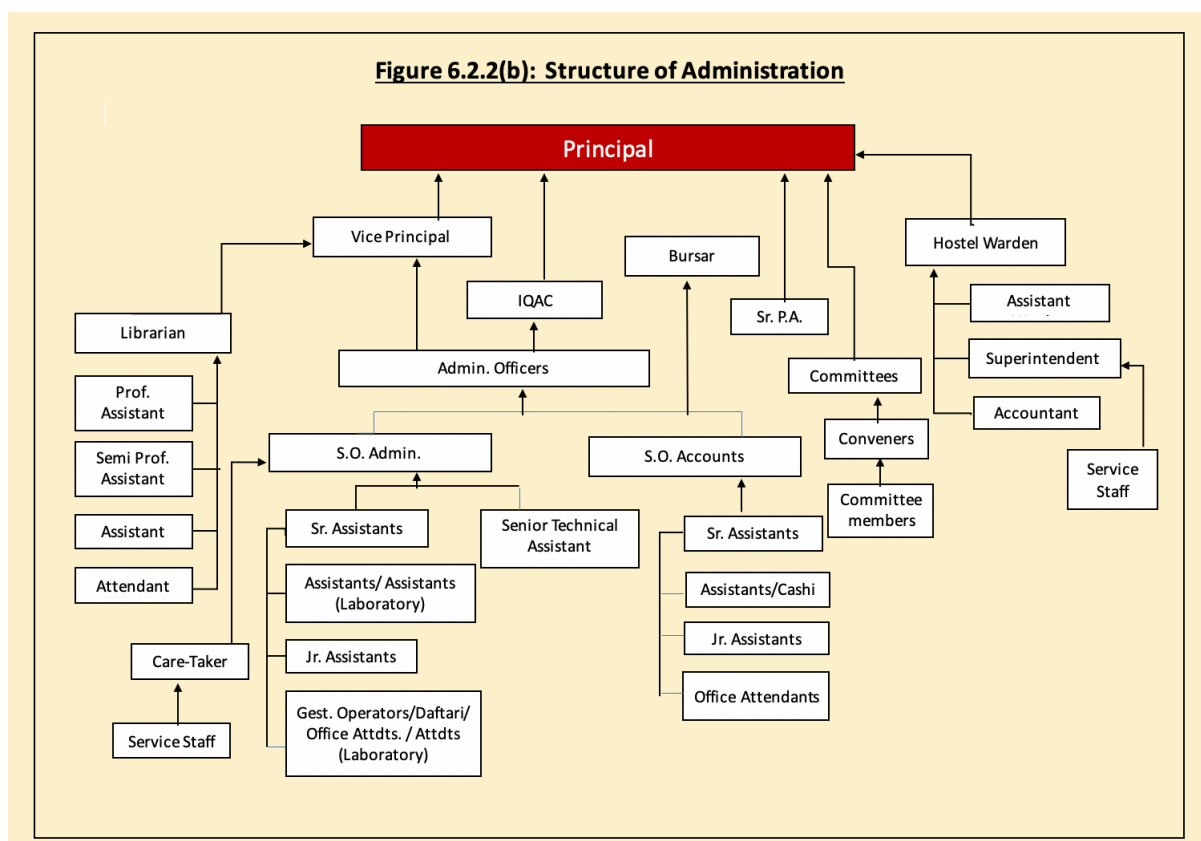 Figure 6.2.2(b): Structure of Administration
Principal
Vice Principal
Bursar
Hostel Warden
IQAC
Sr. P.A.
Assistant
Librarian
Admin. Officers
Committees
Superintendent
Prof.
Assistant
Accountant
Conveners
S.O. Admin.
S.O. Accounts
Semi Prof.
Assistant
Service
Staff
Committee
members
Sr. Assistants
Senior Technical
Assistant
Sr. Assistants
Assistant
Attendant
Assistants/ Assistants
(Laboratory)
Assistants/Cashi
Jr. Assistants
Care-Taker
Jr. Assistants
Office Attendants
Gest. Operators/Daftari/
Office Attdts. / Attdts
(Laboratory)
Service Staff